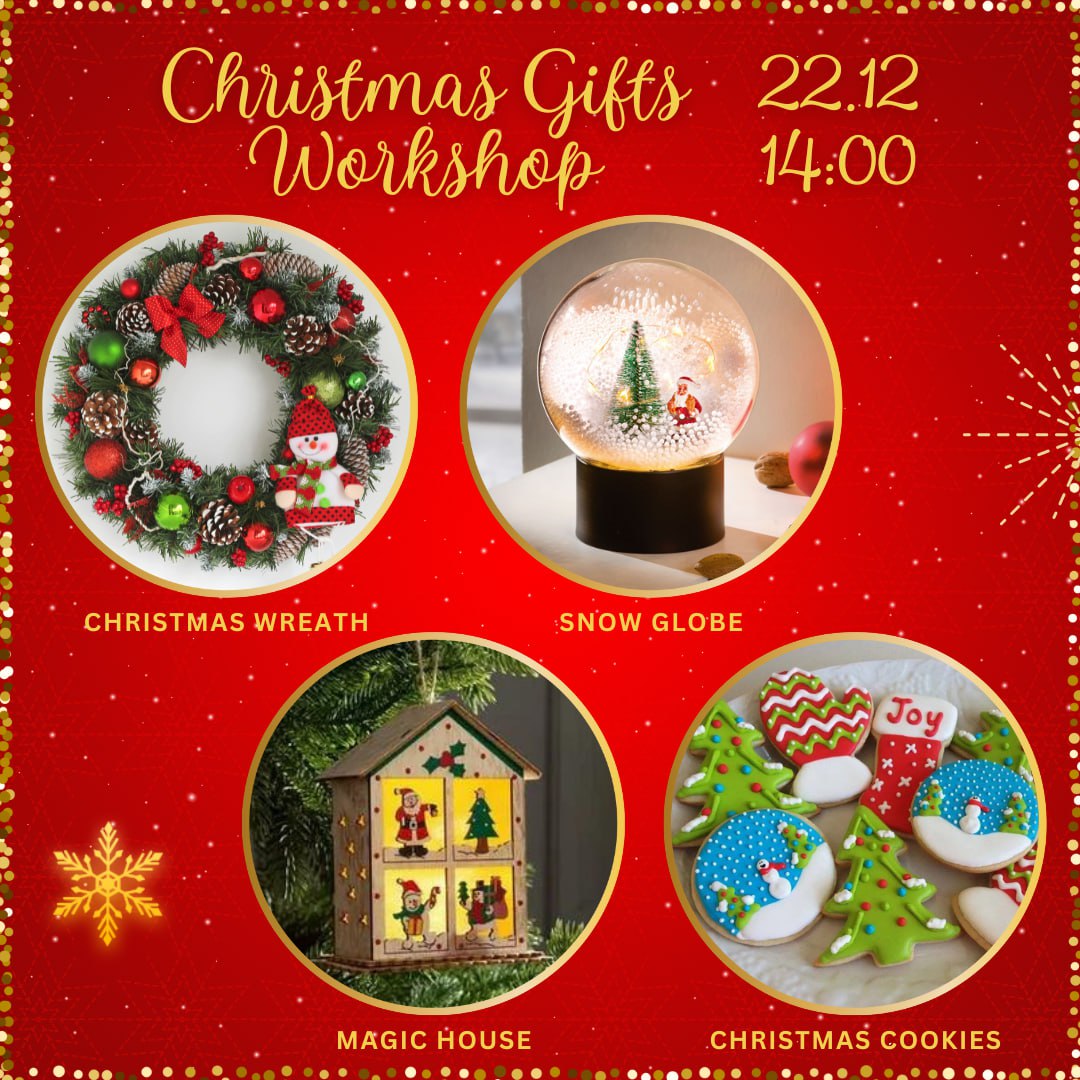 Christmas Gifts
Workshop
22.12
14:00
CHRISTMAS WREATH
SNOW GLOBE
Joy
MAGIC HOUSE
CHRISTMAS COOKIES